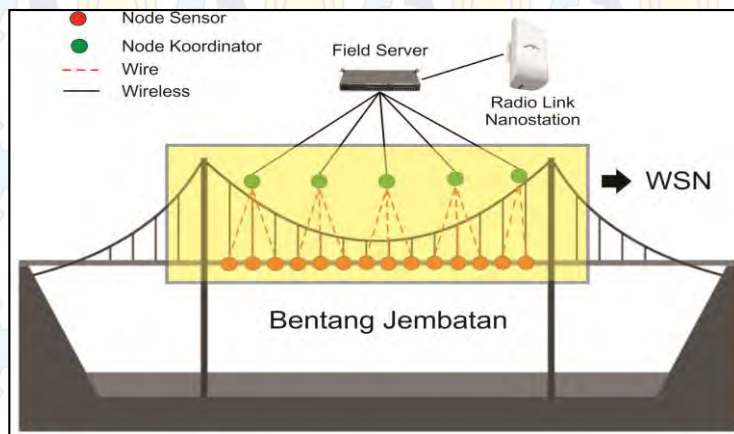 Node Sensor
Node Koordinator
Wire
Wireless
Field Server
Radio Link
Nanostation
WSN
Bentang Jembatan